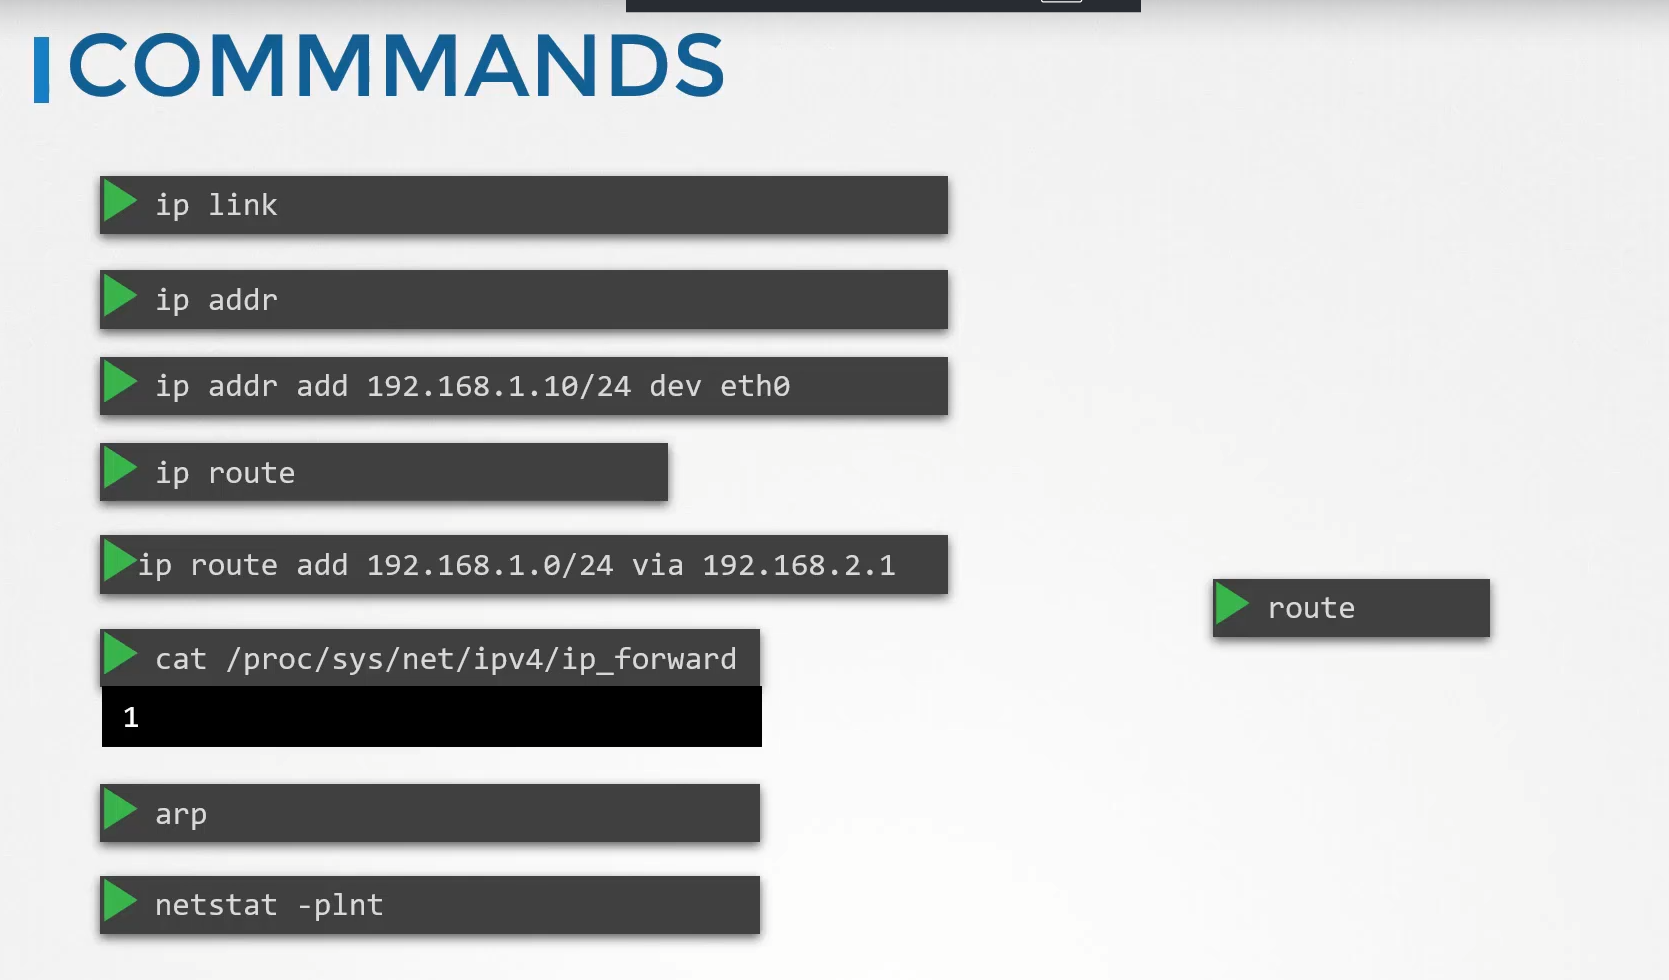 COMMMANDS
ip link
ip addr
ip addr add 192.168.1.10/24 dev eth0
ip route
ip route add 192.168.1.0/24 via 192.168.2.1
route
cat /proc/sys/net/ipv4/ip_forward
1
arp
netstat -plnt